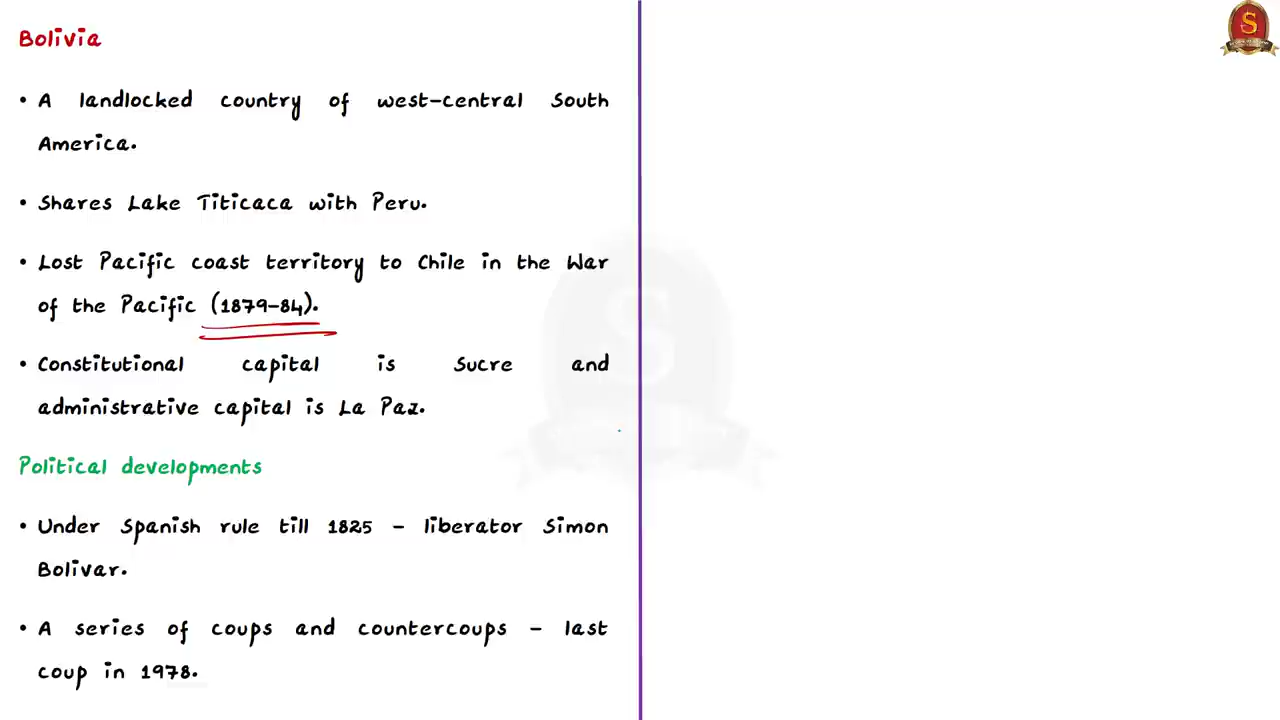 Bolivia
• A landlocked country of west-central South
America.
• Shares Lake Titicaca with Peru.
• Lost Pacific coast territory to Chile in the War
of the Pacific (1879-84).
• Constitutional capital is Sucre and
administrative capital is La Paz.
Political developments
• Under Spanish rule till 1825 - liberator Simon
Bolivar.
• A series of coups and countercoups - last
coup in 1978.
S